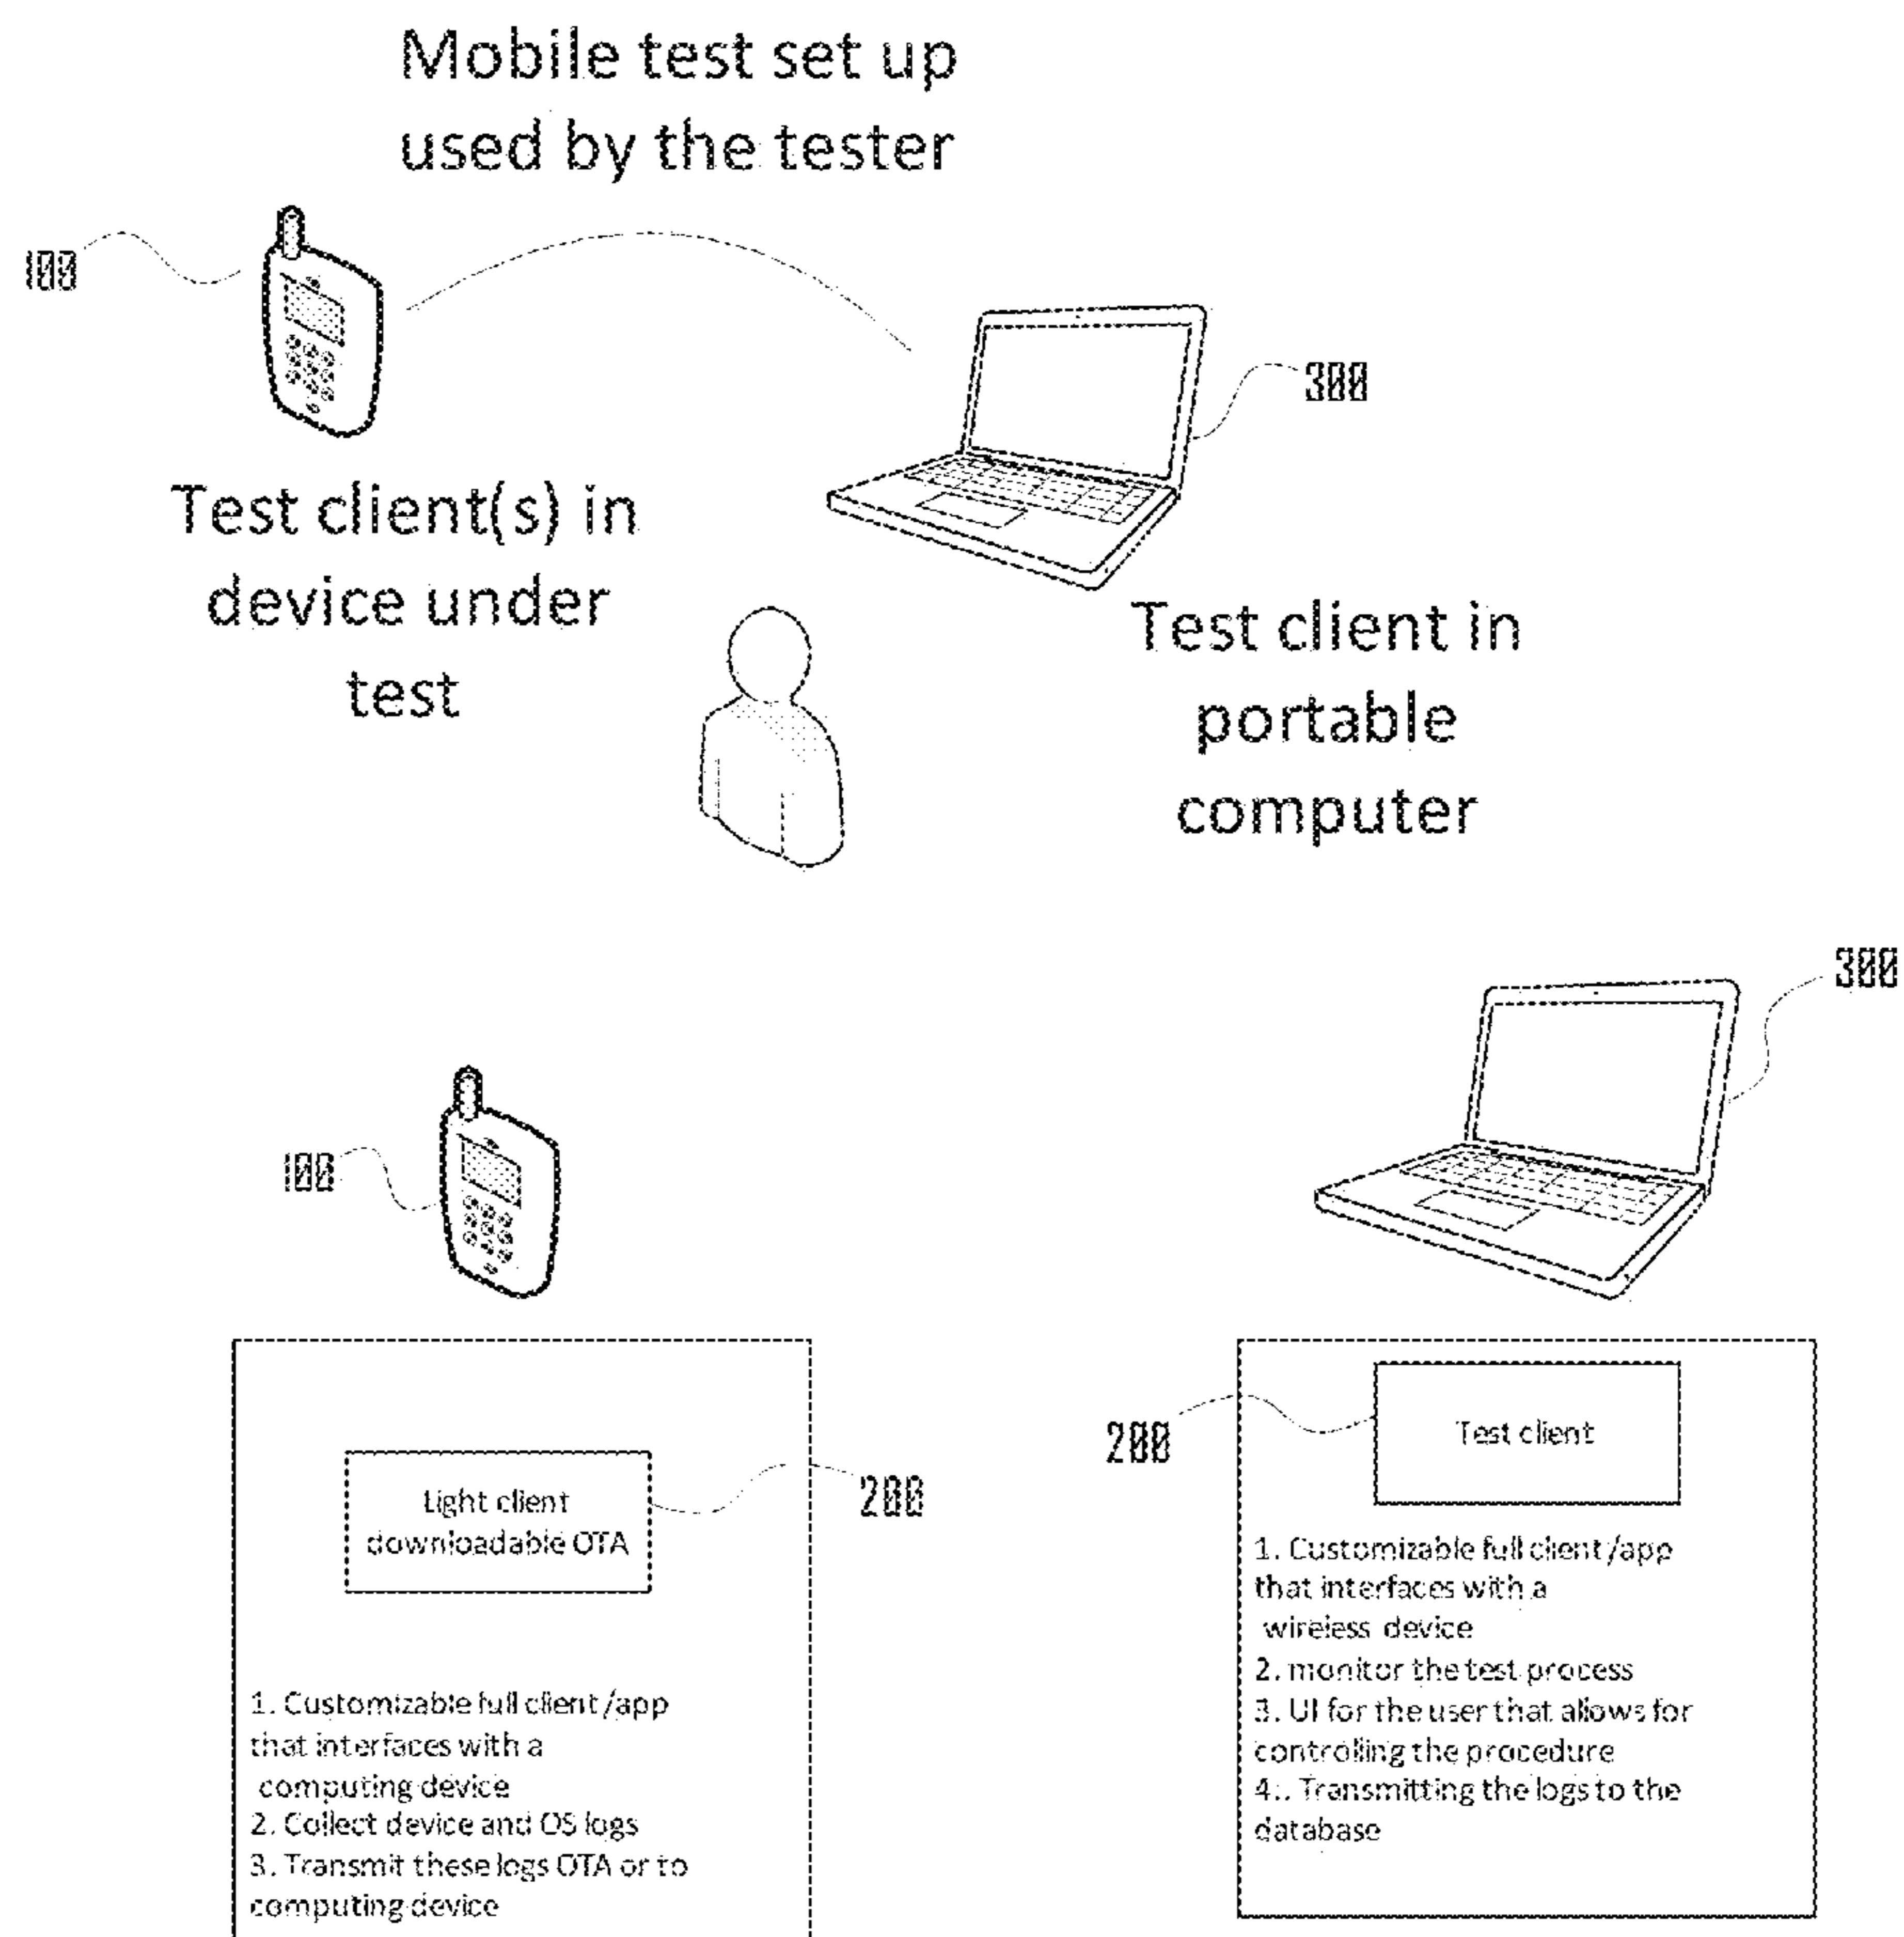 Mobile test set up
used by the tester
100
300
Test client(s) in
device under
test
Test client in
portable
computer
300
100
200
Test client
Light client
downloadable OTA
200
1. Customizable full client/app
that interfaces with a
wireless device
2. monitor the test process
3. UI for the user that allows for
controlling the procedure
4.. Transmitting the logs to the
database
1. Customizable full client/app
that interfaces with a
computing device
2. Collect device and OS logs
3. Transmit these logs OTA or to
computing device